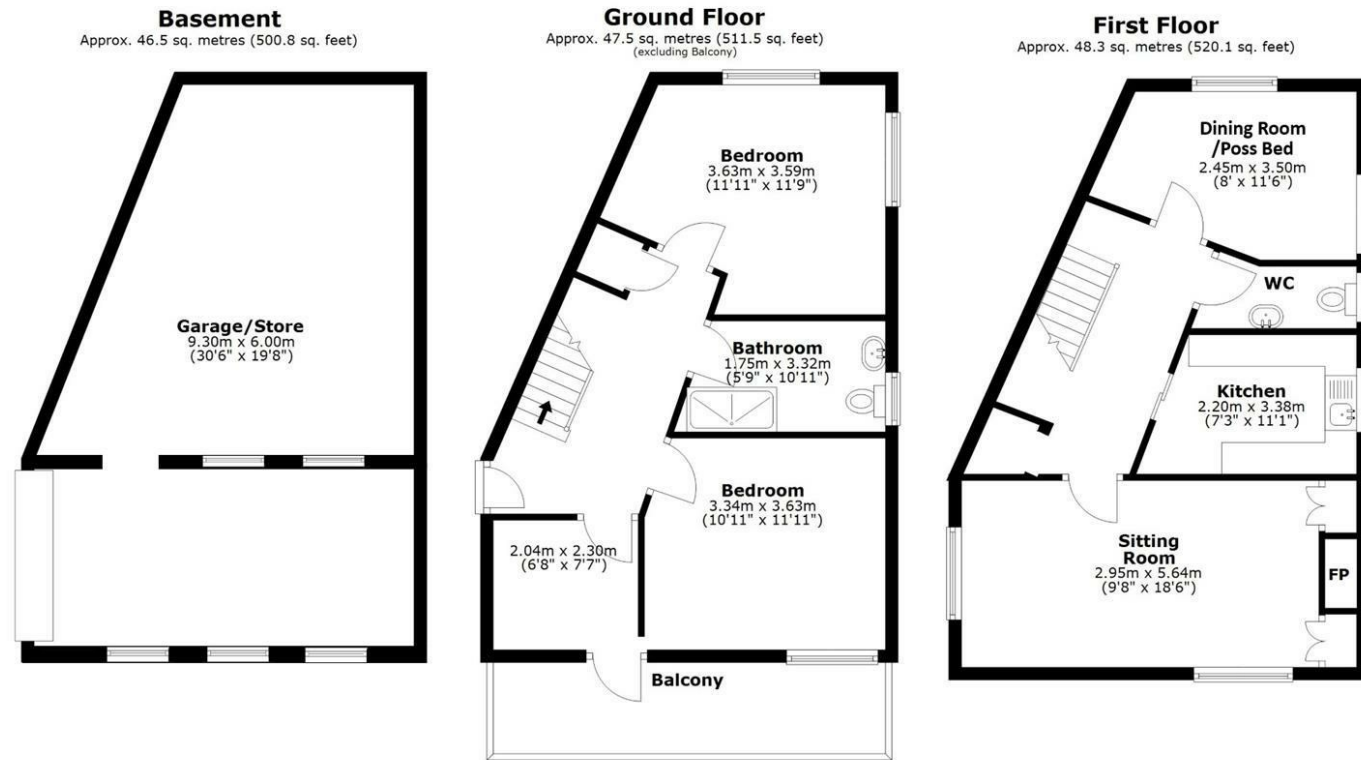 Basement
Approx. 46.5 sq. metres (500.8 sq. feet)
Garage/Store
9.30m x 6.00m
(30'6" x 19'8")
Ground Floor
Approx. 47.5 sq. metres (511.5 sq. feet)
(excluding Balcony)
Bedroom
3.63m x 3.59m
(11'11" x 11'9")
Bathroom
1.75m x 3.32m
(5'9" x 10'11")
Bedroom
3.34m x 3.63m
(10'11" x 11'11")
2.04m x 2.30m
(6'8" x 7'7")
Balcony
First Floor
Approx. 48.3 sq. metres (520.1 sq. feet)
Dining Room
/Poss Bed
2.45m x 3.50m
(8' x 11'6")
WC
Kitchen
2.20m x 3.38m
(7'3" x 11'1")
Sitting
Room
2.95m x 5.64m
(9'8" x 18'6")
FP